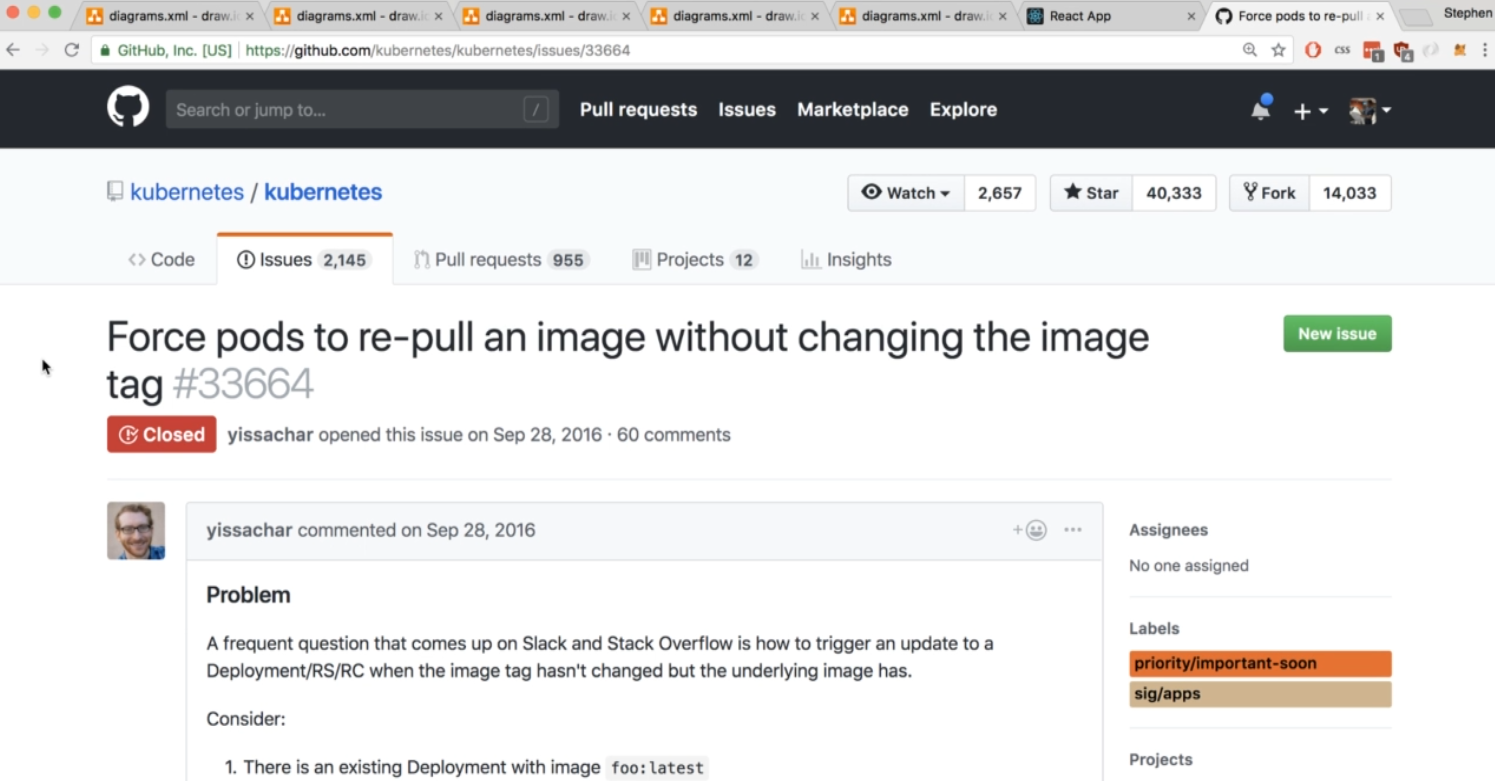 diagrams.xml - draw.i
diagrams.xml - draw.i
diagrams.xml - draw.i
diagrams.xml - draw.i
diagrams.xml - draw.i
React App
Force pods to re-pull
Stephen
GitHub, Inc. [US]
https://github.com/kubernetes/kubernetes/issues/33664
css
1
4
Search or jump to...
/
Pull requests
Issues
Marketplace
Explore
kubernetes / kubernetes
Watch
2,657
Star
40,333
Fork
14,033
Code
Issues 2,145
Pull requests 955
Projects 12
Insights
Force pods to re-pull an image without changing the image
tag #33664
New issue
Closed
yissachar opened this issue on Sep 28, 2016 · 60 comments
yissachar commented on Sep 28, 2016
Problem
A frequent question that comes up on Slack and Stack Overflow is how to trigger an update to a
Deployment/RS/RC when the image tag hasn't changed but the underlying image has.
Consider:
1. There is an existing Deployment with image foo:latest
Assignees
No one assigned
Labels
priority/important-soon
sig/apps
Projects